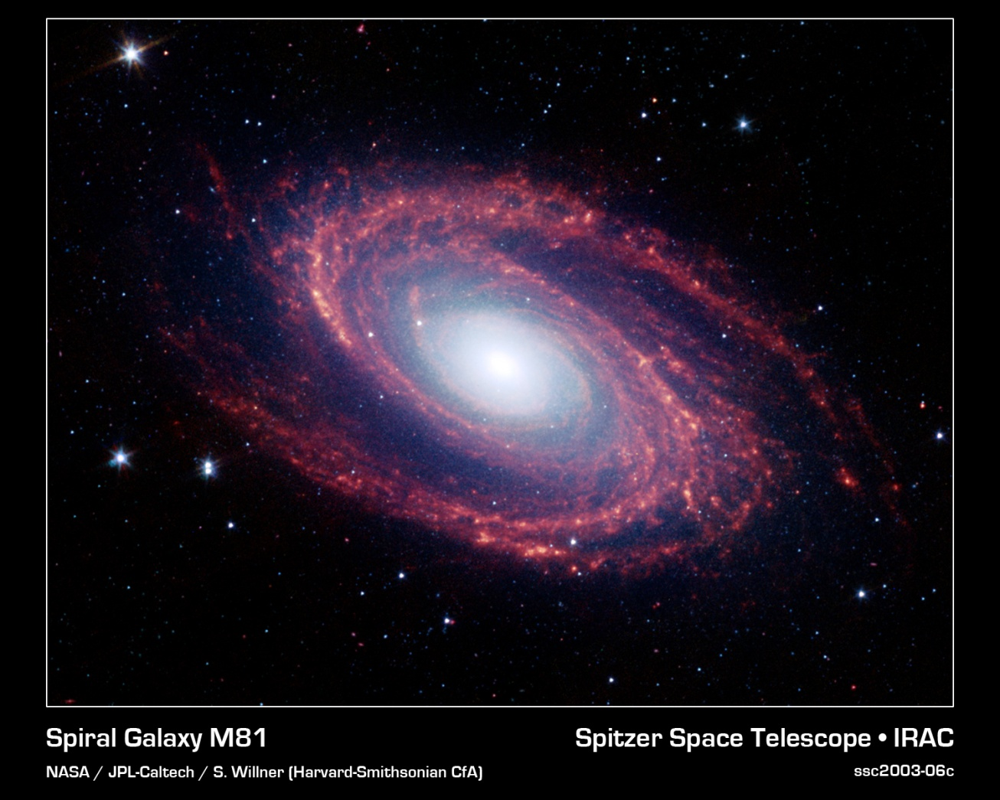 Spiral Galaxy M81
Spitzer Space Telescope • IRAC
NASA / JPL-Caltech / S. Willner (Harvard-Smithsonian CfA)
ssc2003-06c